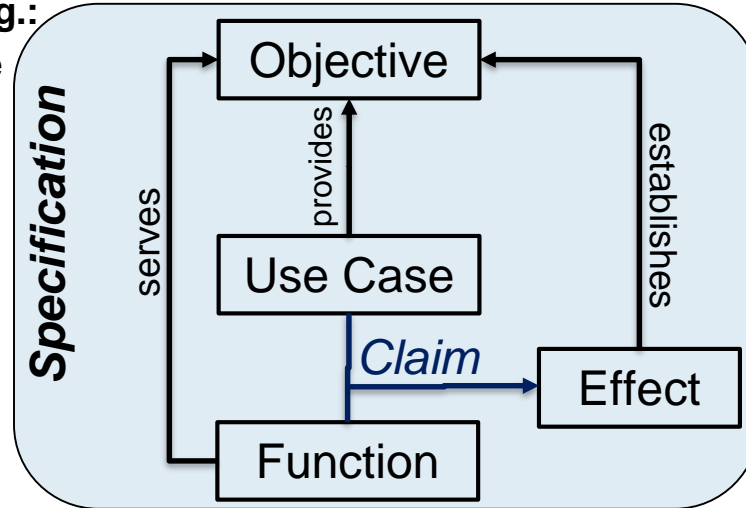 g.:
e
Specification
Objective
serves
provides
establishes
Use Case
Claim
Effect
Function